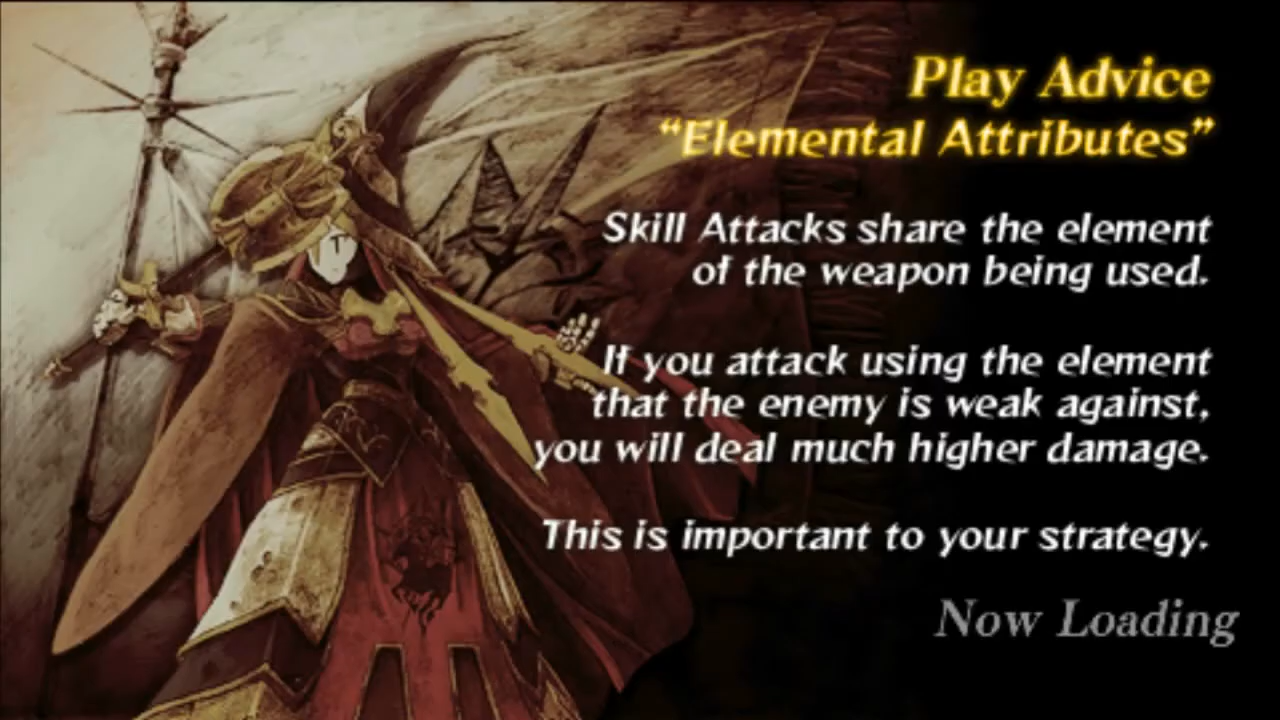 Play Advice
“Elemental Attributes”
Skill Attacks share the element
of the weapon being used.
If you attack using the element
that the enemy is weak against,
you will deal much higher damage.
This is important to your strategy.
Now Loading